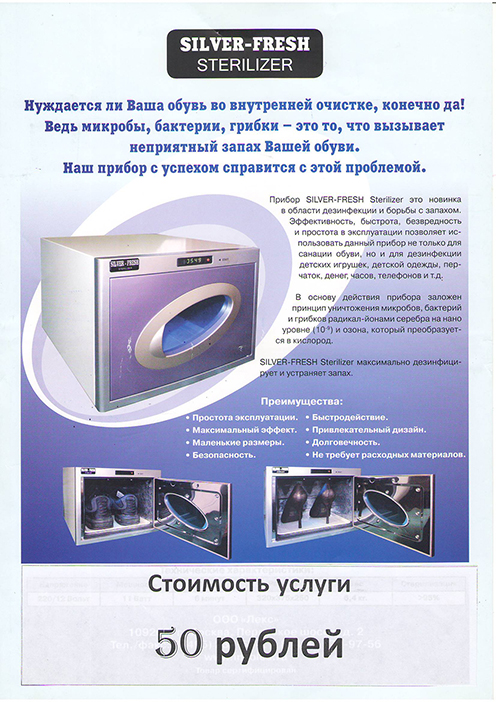 SILVER-FRESH
STERILIZER
Нуждается ли Ваша обувь во внутренней очистке, конечно да!
Ведь микробы, бактерии, грибки – это то, что вызывает
неприятный запах Вашей обуви.
Наш прибор с успехом справится с этой проблемой.
Прибор SILVER-FRESH Sterilizer это новинка
в области дезинфекции и борьбы с запахом.
Эффективность, быстрота, безвредность
и простота в эксплуатации позволяет ис-
пользовать данный прибор не только для
санации обуви, но и для дезинфекции
детских игрушек, детской одежды, пер-
чаток, денег, часов, телефонов и т.д.
В основу действия прибора заложен
принцип уничтожения микробов, бактерий
и грибков радикал-йонами серебра на нано
уровне (10⁻⁹) и озона, который преобразует-
ся в кислород.
SILVER-FRESH Sterilizer максимально дезинфици-
рует и устраняет запах.
SILVER-FRESH
Преимущества:
• Простота эксплуатации.
• Максимальный эффект.
• Маленькие размеры.
• Безопасность.
• Быстродействие.
• Привлекательный дизайн.
• Долговечность.
• Не требует расходных материалов.
Стоимость услуги
50 рублей